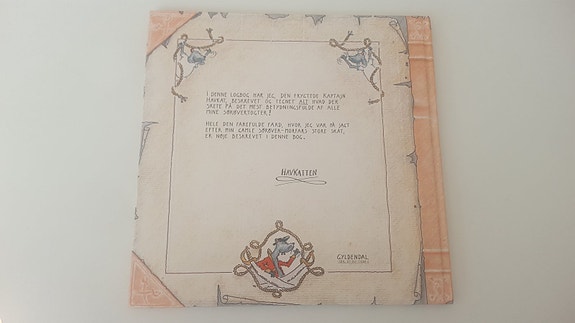 I DENNE LOGBOG HAR JEG, DEN FRYGTEDE KAPTAJN
HAVKAT, BESKREVET OG TEGNET ALT HVAD DER
SKETE PÅ DET MEST BETYDNINGSFULDE AF ALLE
MINE SØRØVERTOGTER!
HELE DEN FAREFULDE FÆRD, HVOR JEG VAR PÅ JAGT
EFTER MIN GAMLE SØRØVER-MORFARS STORE SKAT,
ER NØJE BESKREVET I DENNE BOG.
HAVKATTEN
GYLDENDAL